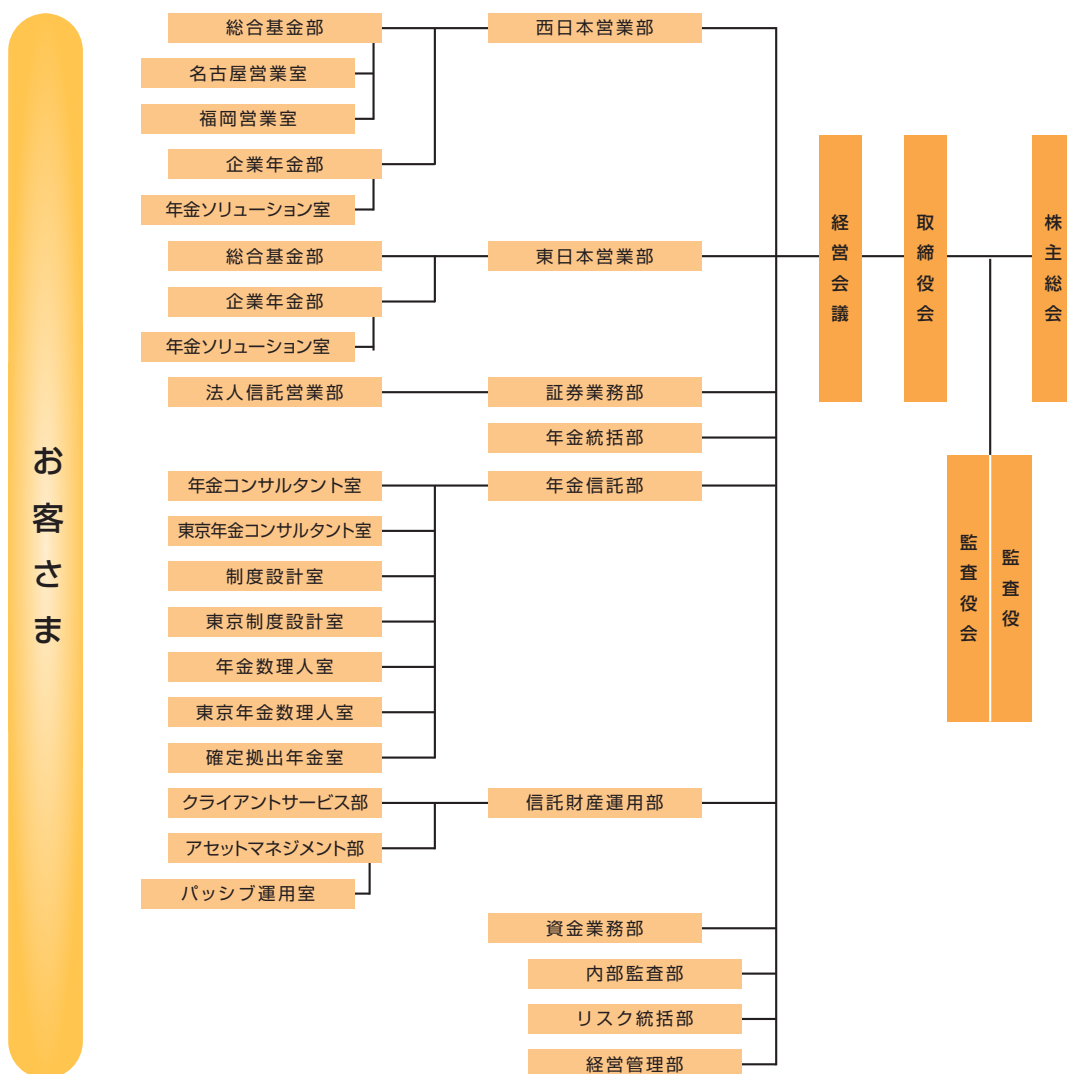 お客さま
総合基金部
名古屋営業室
福岡営業室
企業年金部
年金ソリューション室
総合基金部
企業年金部
年金ソリューション室
法人信託営業部
年金コンサルタント室
東京年金コンサルタント室
制度設計室
東京制度設計室
年金数理人室
東京年金数理人室
確定拠出年金室
クライアントサービス部
アセットマネジメント部
パッシブ運用室
西日本営業部
東日本営業部
証券業務部
年金統括部
年金信託部
信託財産運用部
資金業務部
内部監査部
リスク統括部
経営管理部
経営会議
取締役会
株主総会
監査役会
監査役